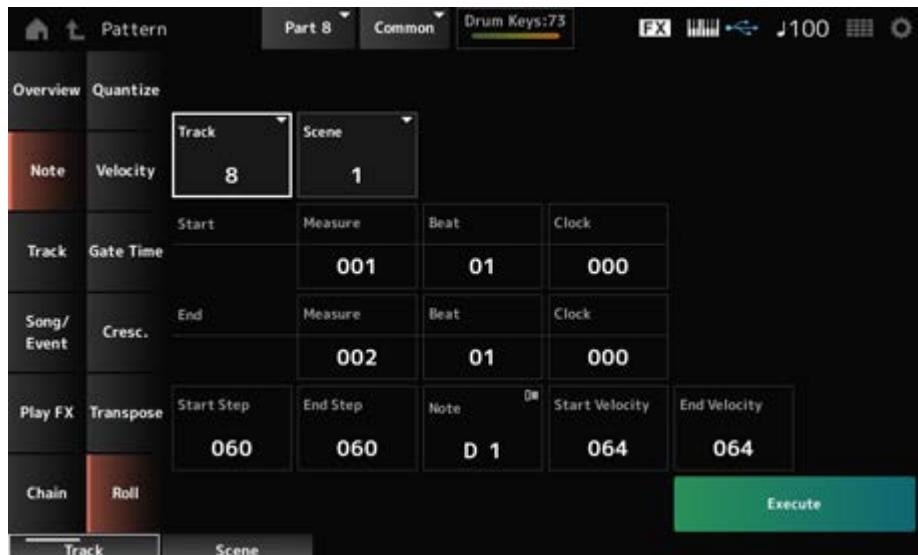 Pattern
Part 8
Common
Drum Keys:73
FX
♩100
Overview
Quantize
Note
Velocity
Track
Gate Time
Song/
Event
Cresc.
Play FX
Transpose
Chain
Roll
Track
8
Scene
1
Start
Measure
001
Beat
01
Clock
000
End
Measure
002
Beat
01
Clock
000
Start Step
060
End Step
060
Note
D 1
Start Velocity
064
End Velocity
064
Execute
Track
Scene